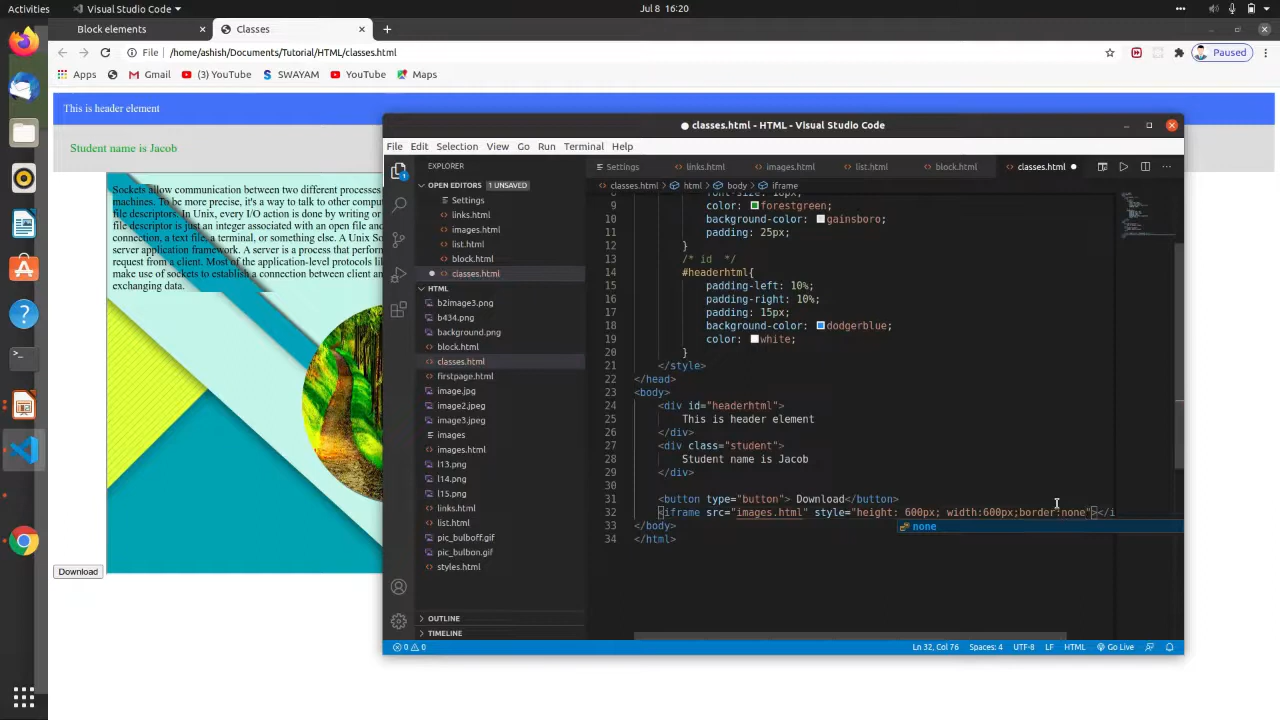 Activities
Visual Studio Code
Jul 8 16:20
Block elements
Classes
File
/home/ashish/Documents/Tutorial/HTML/classes.html
Paused
Apps
Gmail
(3) YouTube
SWAYAM
YouTube
Maps
This is header element
Student name is Jacob
Sockets allow communication between two different processes
machines. To be more precise, it's a way to talk to other comput
file descriptors. In Unix, every I/O action is done by writing or
file descriptor is just an integer associated with an open file and
connection, a text file, a terminal, or something else. A Unix So
server application framework. A server is a process that perform
request from a client. Most of the application-level protocols lik
make use of sockets to establish a connection between client an
exchanging data.
Download
classes.html - HTML - Visual Studio Code
File Edit Selection View Go Run Terminal Help
EXPLORER
OPEN EDITORS 1 UNSAVED
Settings
links.html
images.html
list.html
block.html
classes.html
HTML
b2image3.png
b434.png
background.png
block.html
classes.html
firstpage.html
image.jpg
image2.jpeg
image3.jpeg
images
images.html
l13.png
l14.png
l15.png
links.html
list.html
pic_bulboff.gif
pic_bulbon.gif
styles.html
OUTLINE
TIMELINE
Settings
links.html
images.html
list.html
block.html
classes.html
classes.html
html
body
iframe
9 color: forestgreen;
10 background-color: gainsboro;
11 padding: 25px;
12 }
13 /* id */
14 #headerhtml{
15 padding-left: 10%;
16 padding-right: 10%;
17 padding: 15px;
18 background-color: dodgerblue;
19 color: white;
20 }
21 </style>
22 </head>
23 <body>
24 <div id="headerhtml">
25 This is header element
26 </div>
27 <div class="student">
28 Student name is Jacob
29 </div>
30
31 <button type="button"> Download</button>
32 <iframe src="images.html" style="height: 600px; width:600px;border:none"></i
33 </body>
34 </html>
none
0 0
Ln 32, Col 76
Spaces: 4
UTF-8
LF
HTML
Go Live